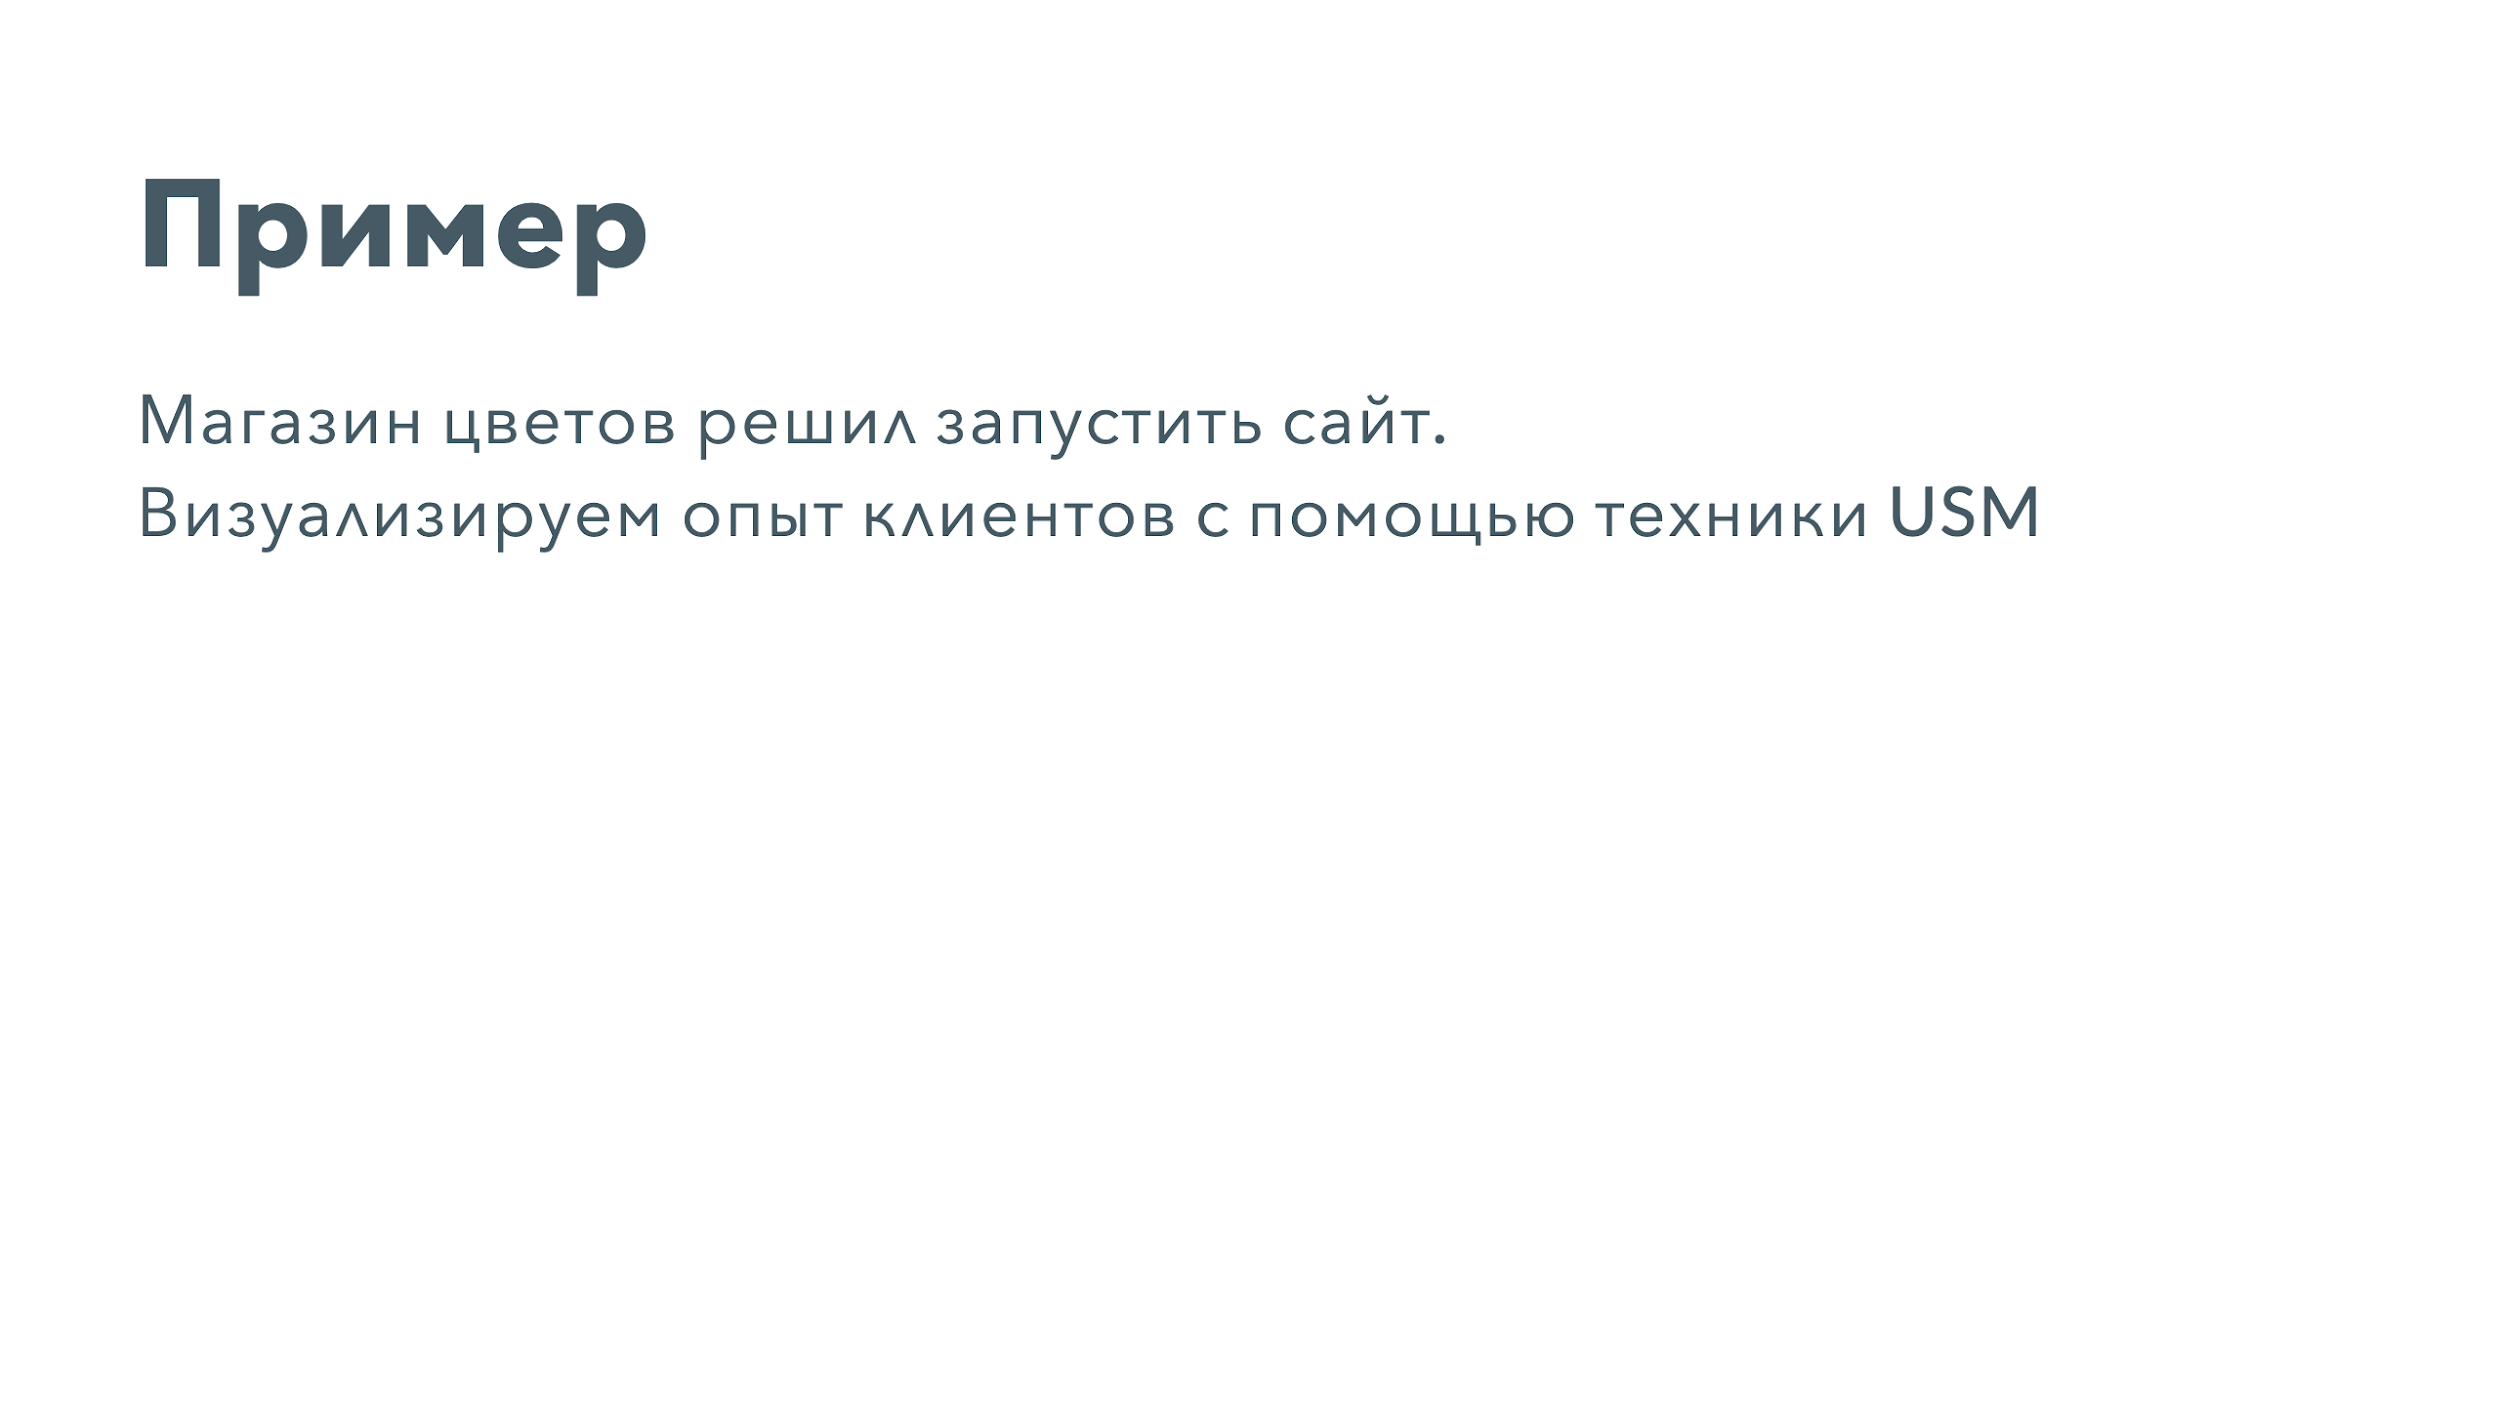 Пример
Магазин цветов решил запустить сайт.
Визуализируем опыт клиентов с помощью техники USM